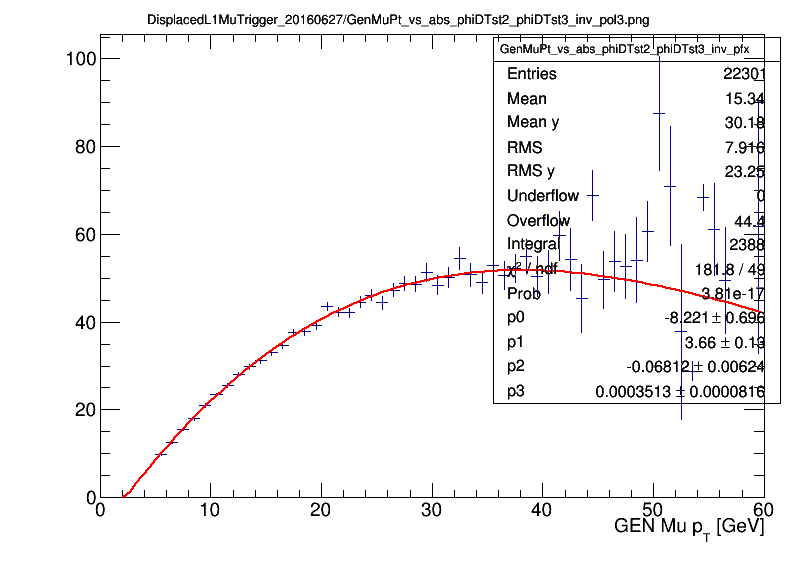 DisplacedL1MuTrigger_20160627/GenMuPt_vs_abs_phiDTst2_phiDTst3_inv_pol3.png
GenMuPt_vs_abs_phiDTst2_phiDTst3_inv_pfx
Entries 22301
Mean 15.34
Mean y 30.18
RMS 7.916
RMS y 23.25
Underflow 0
Overflow 44.4
Integral 2388
χ² / ndf 181.8 / 49
Prob 3.81e-17
p0 -8.221 ± 0.696
p1 3.66 ± 0.13
p2 -0.06812 ± 0.00624
p3 0.0003513 ± 0.0000816
100
80
60
40
20
0
0 10 20 30 40 50 60
GEN Mu p_T [GeV]